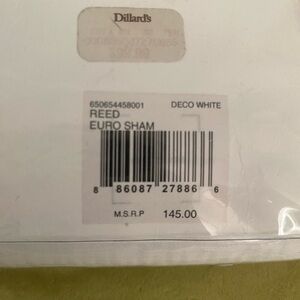 Dillard's
650654458001 DECO WHITE
REED
EURO SHAM
8 86087 27886 6
M.S.R.P 145.00